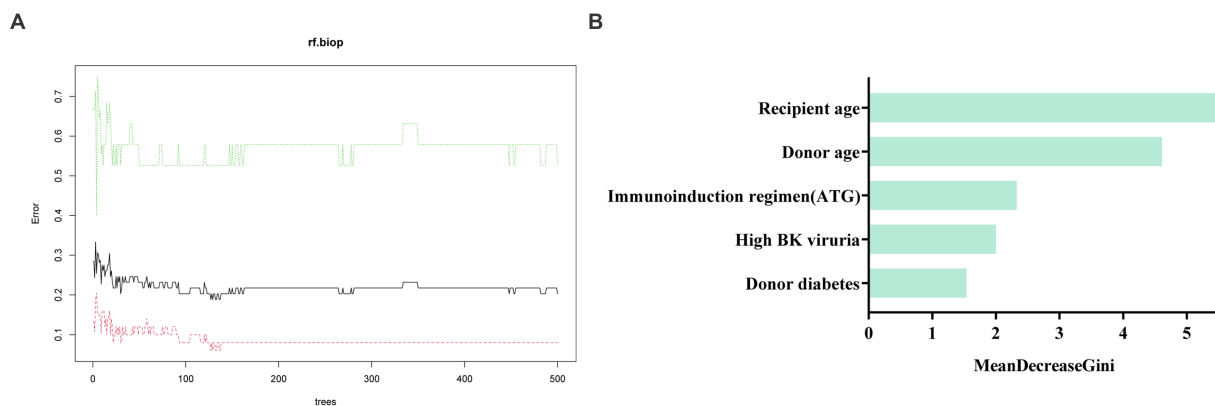 A
rf.biop
Error
0.7
0.6
0.5
0.4
0.3
0.2
0.1
0 100 200 300 400 500
trees
B
Recipient age
Donor age
Immunoinduction regimen(ATG)
High BK viruria
Donor diabetes
0 1 2 3 4 5
MeanDecreaseGini